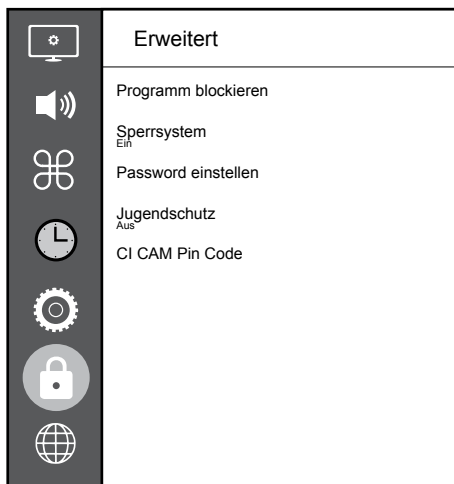 Erweitert
Programm blockieren
Sperrsystem
Ein
Password einstellen
Jugendschutz
Aus
CI CAM Pin Code